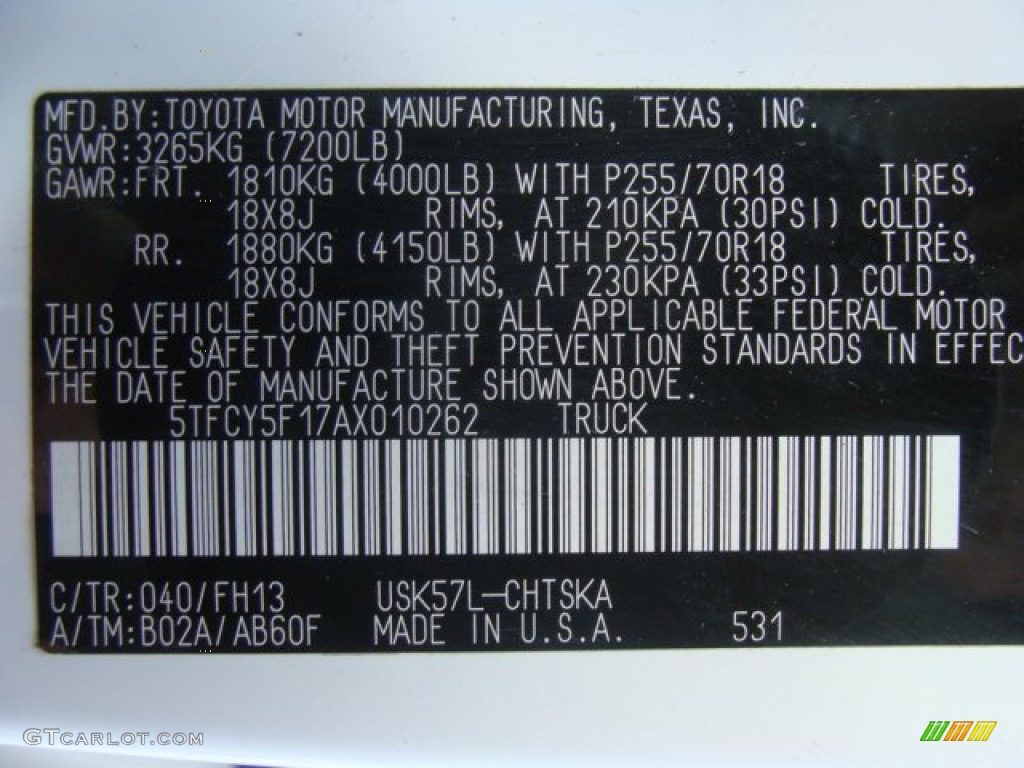 MFD.BY:TOYOTA MOTOR MANUFACTURING, TEXAS, INC.
GVWR:3265KG (7200LB)
GAWR:FRT. 1810KG (4000LB) WITH P255/70R18 TIRES,
18X8J RIMS, AT 210KPA (30PSI) COLD.
RR. 1880KG (4150LB) WITH P255/70R18 TIRES,
18X8J RIMS, AT 230KPA (33PSI) COLD.
THIS VEHICLE CONFORMS TO ALL APPLICABLE FEDERAL MOTOR
VEHICLE SAFETY AND THEFT PREVENTION STANDARDS IN EFFEC
THE DATE OF MANUFACTURE SHOWN ABOVE.
5TFCY5F17AX010262 TRUCK
C/TR:040/FH13 USK57L-CHTSKA
A/TM:B02A/AB60F MADE IN U.S.A. 531
GTCARLOT.COM